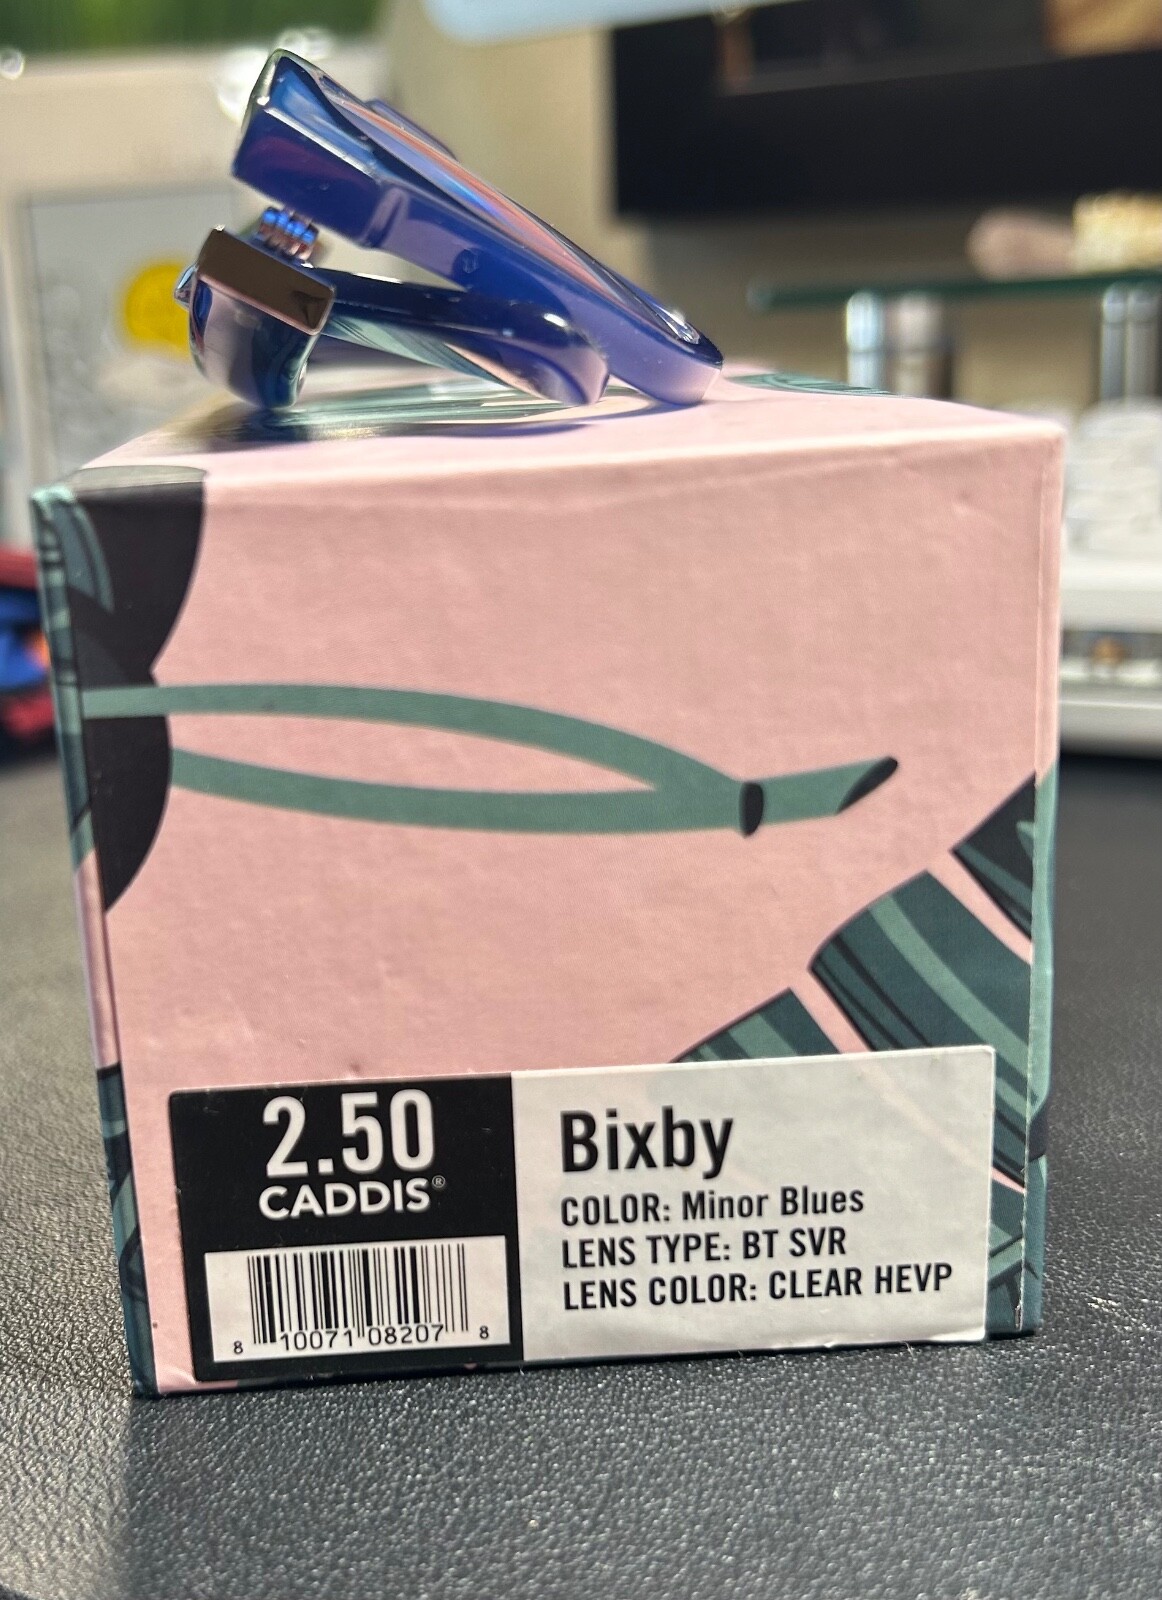 2.50
CADDIS®
8 10071 08207 8
Bixby
COLOR: Minor Blues
LENS TYPE: BT SVR
LENS COLOR: CLEAR HEVP